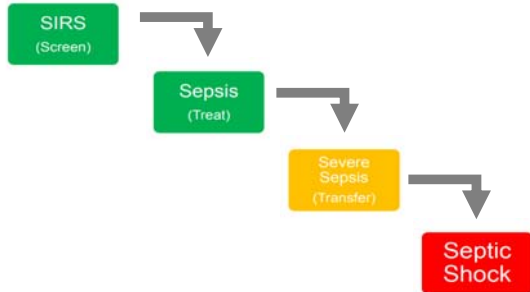 SIRS
(Screen)
Sepsis
(Treat)
Severe
Sepsis
(Transfer)
Septic
Shock